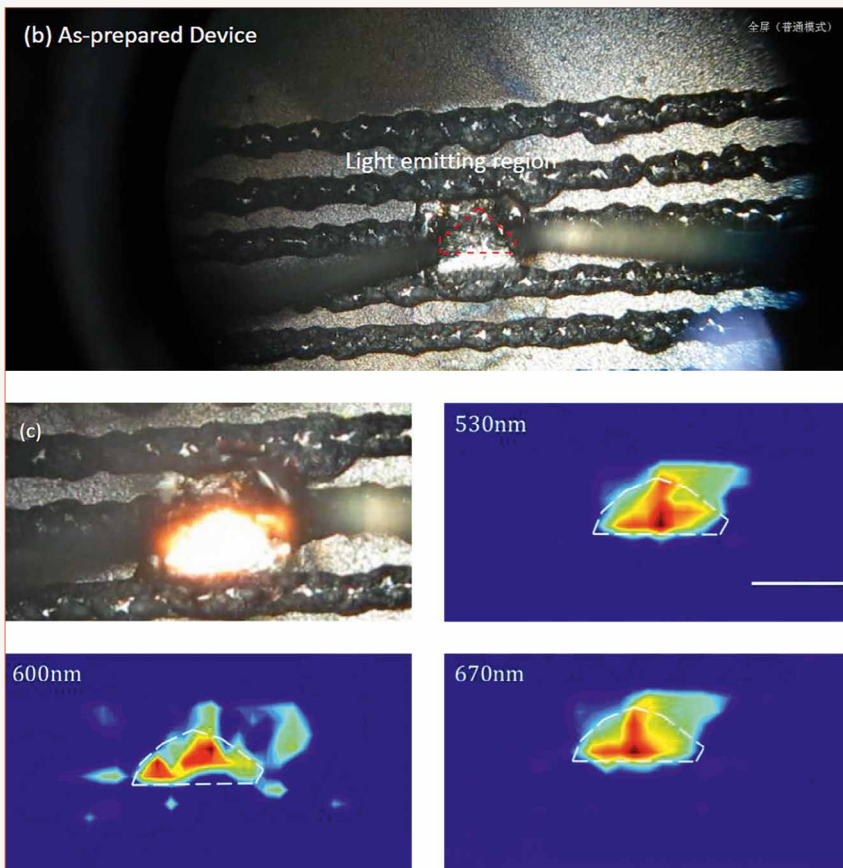 (b) As-prepared Device
全屏（普通模式）
Light emitting region
(c)
530nm
600nm
670nm